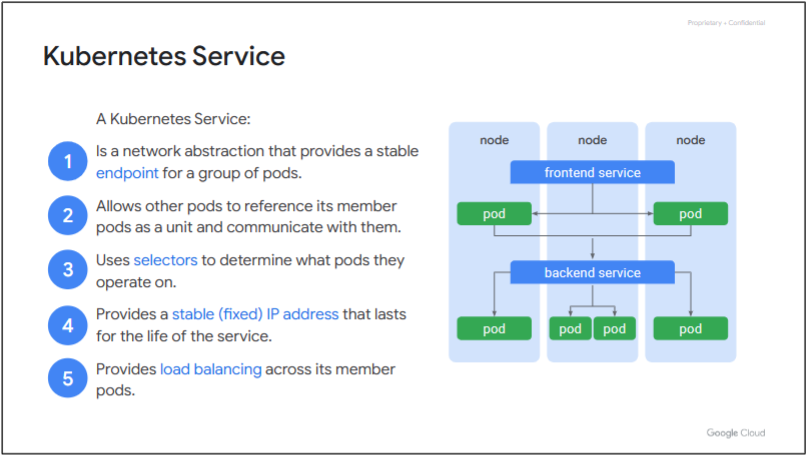 Proprietary + Confidential
Kubernetes Service
A Kubernetes Service:
1
Is a network abstraction that provides a stable
endpoint for a group of pods.
2
Allows other pods to reference its member
pods as a unit and communicate with them.
3
Uses selectors to determine what pods they
operate on.
4
Provides a stable (fixed) IP address that lasts
for the life of the service.
5
Provides load balancing across its member
pods.
node node node
frontend service
pod pod
backend service
pod pod pod pod
Google Cloud